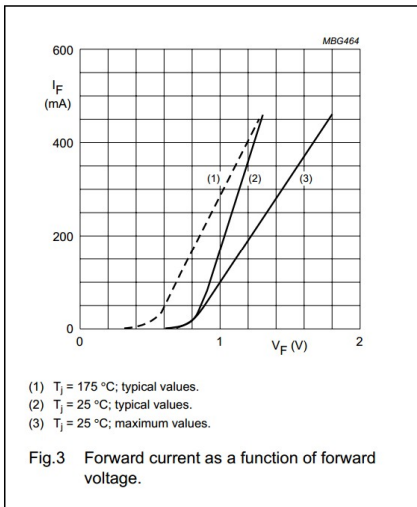 MBG464
600
I_F
(mA)
400
(1)
(2)
(3)
200
0
0
1
V_F (V)
2
(1) T_j = 175 °C; typical values.
(2) T_j = 25 °C; typical values.
(3) T_j = 25 °C; maximum values.
Fig.3 Forward current as a function of forward
voltage.